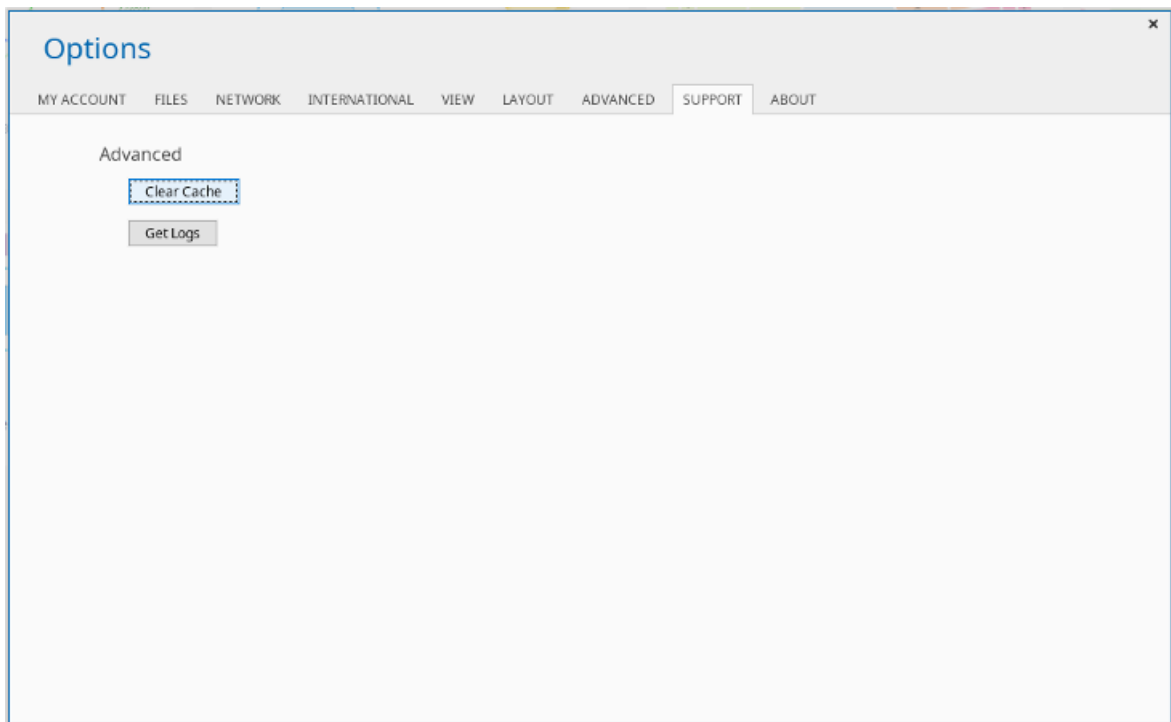 ×
Options
MY ACCOUNT FILES NETWORK INTERNATIONAL VIEW LAYOUT ADVANCED SUPPORT ABOUT
Advanced
Clear Cache
Get Logs